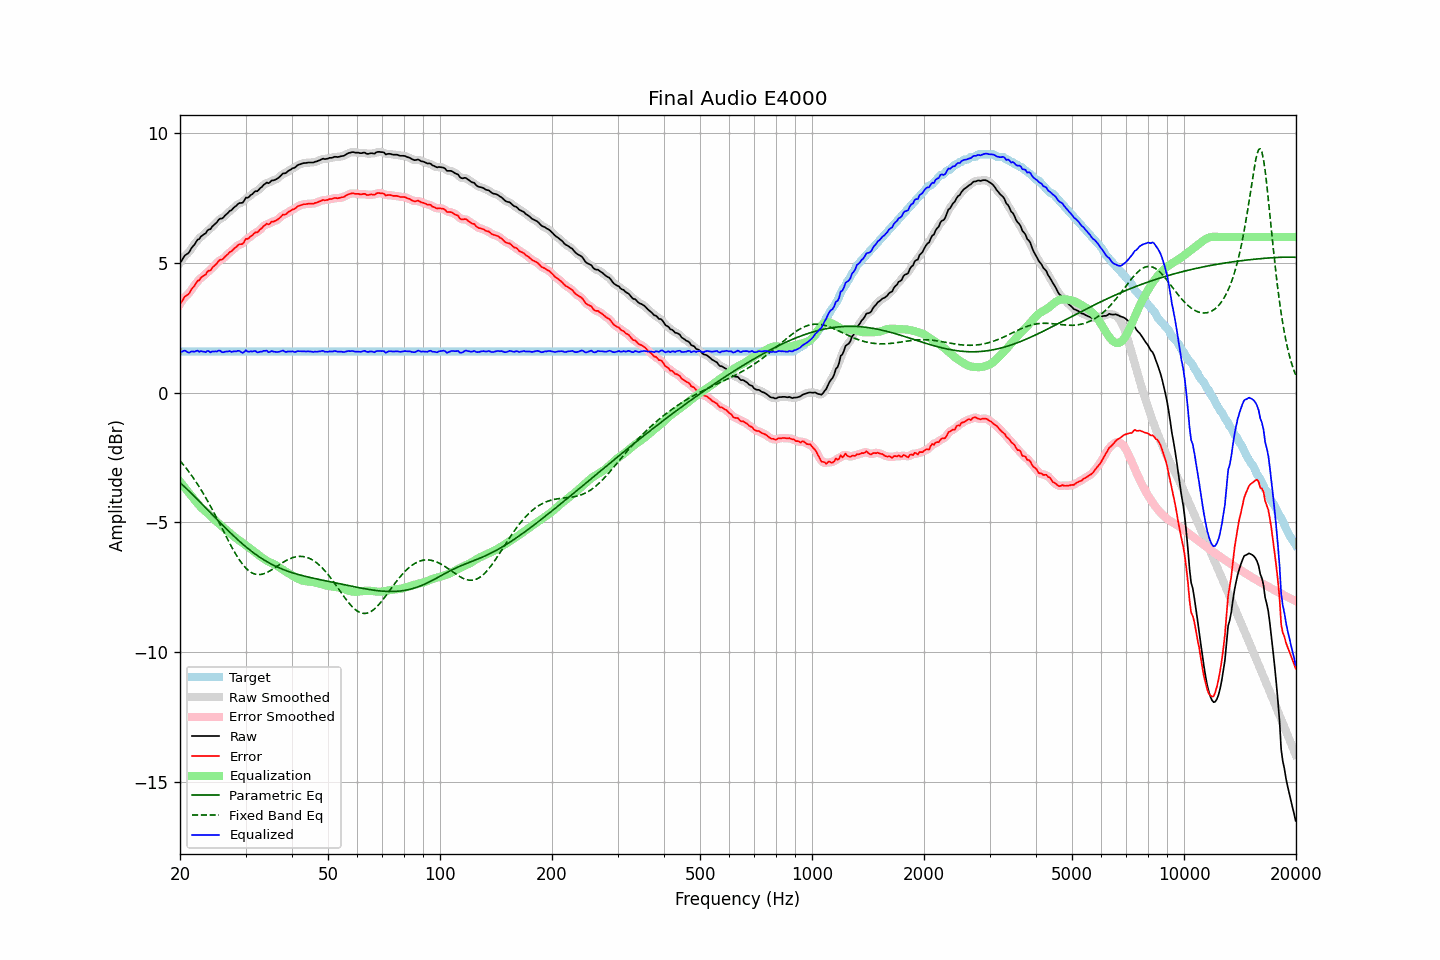 Final Audio E4000
10
5
0
−5
−10
−15
Amplitude (dBr)
Target
Raw Smoothed
Error Smoothed
Raw
Error
Equalization
Parametric Eq
Fixed Band Eq
Equalized
20 50 100 200 500 1000 2000 5000 10000 20000
Frequency (Hz)